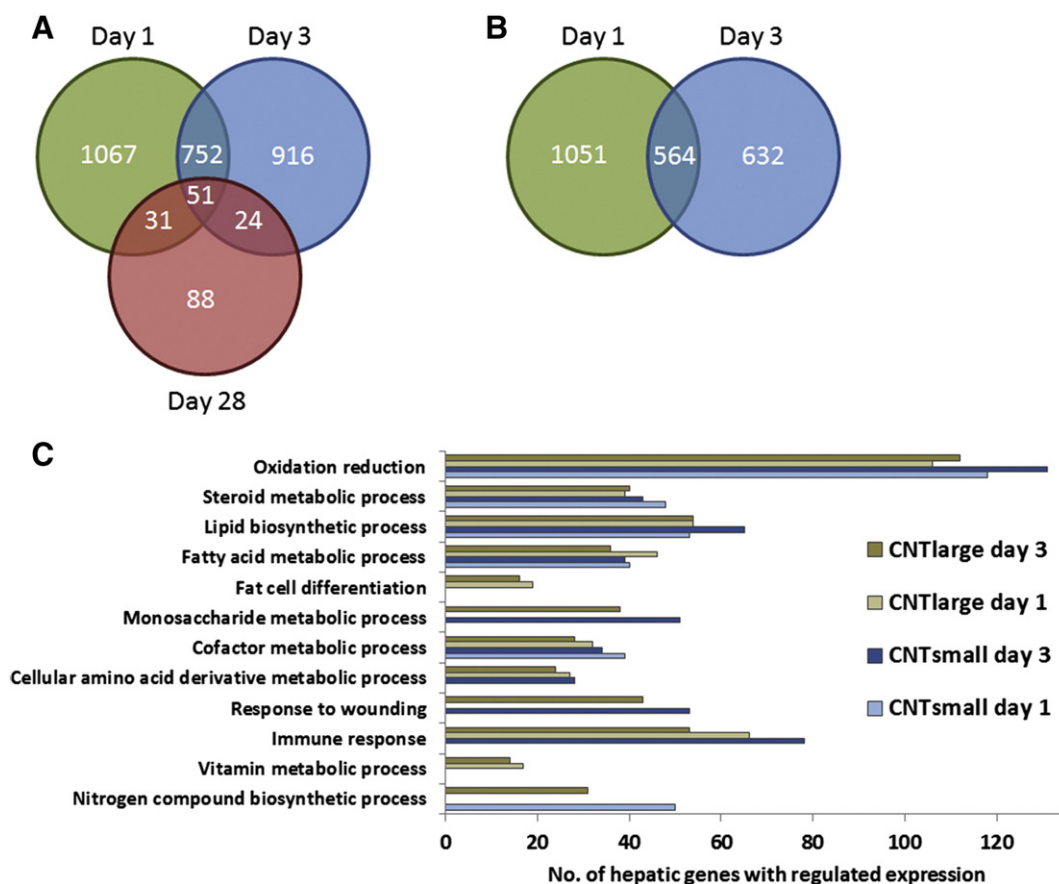 A
Day 1
Day 3
1067
752
916
51
31
24
88
Day 28
B
Day 1
Day 3
1051
564
632
C
Oxidation reduction
Steroid metabolic process
Lipid biosynthetic process
Fatty acid metabolic process
Fat cell differentiation
Monosaccharide metabolic process
Cofactor metabolic process
Cellular amino acid derivative metabolic process
Response to wounding
Immune response
Vitamin metabolic process
Nitrogen compound biosynthetic process
CNTlarge day 3
CNTlarge day 1
CNTsmall day 3
CNTsmall day 1
0 20 40 60 80 100 120
No. of hepatic genes with regulated expression